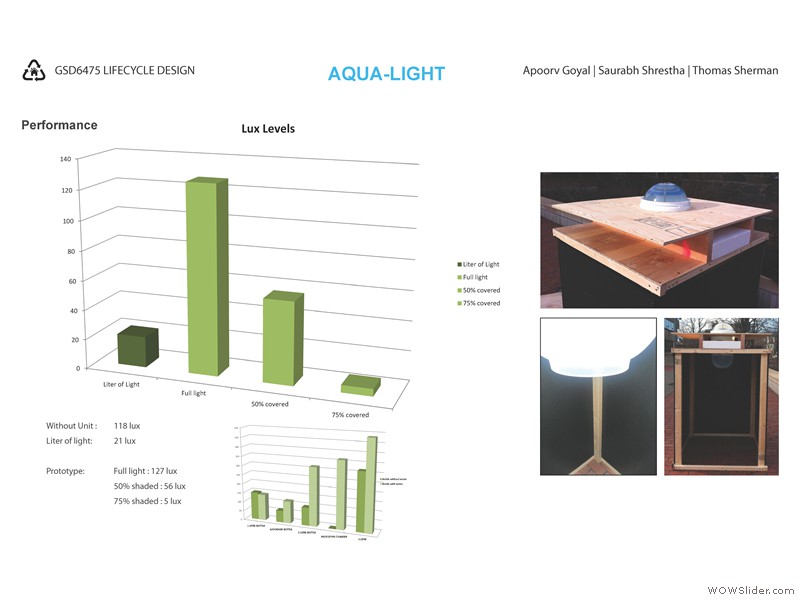 GSD6475 LIFECYCLE DESIGN
AQUA-LIGHT
Apoorv Goyal | Saurabh Shrestha | Thomas Sherman
Performance
Lux Levels
140
120
100
80
60
40
20
0
Liter of Light
Full light
50% covered
75% covered
Liter of Light
Full light
50% covered
75% covered
Without Unit : 118 lux
Liter of light: 21 lux
Prototype: Full light : 127 lux
50% shaded : 56 lux
75% shaded : 5 lux
WOWSlider.com